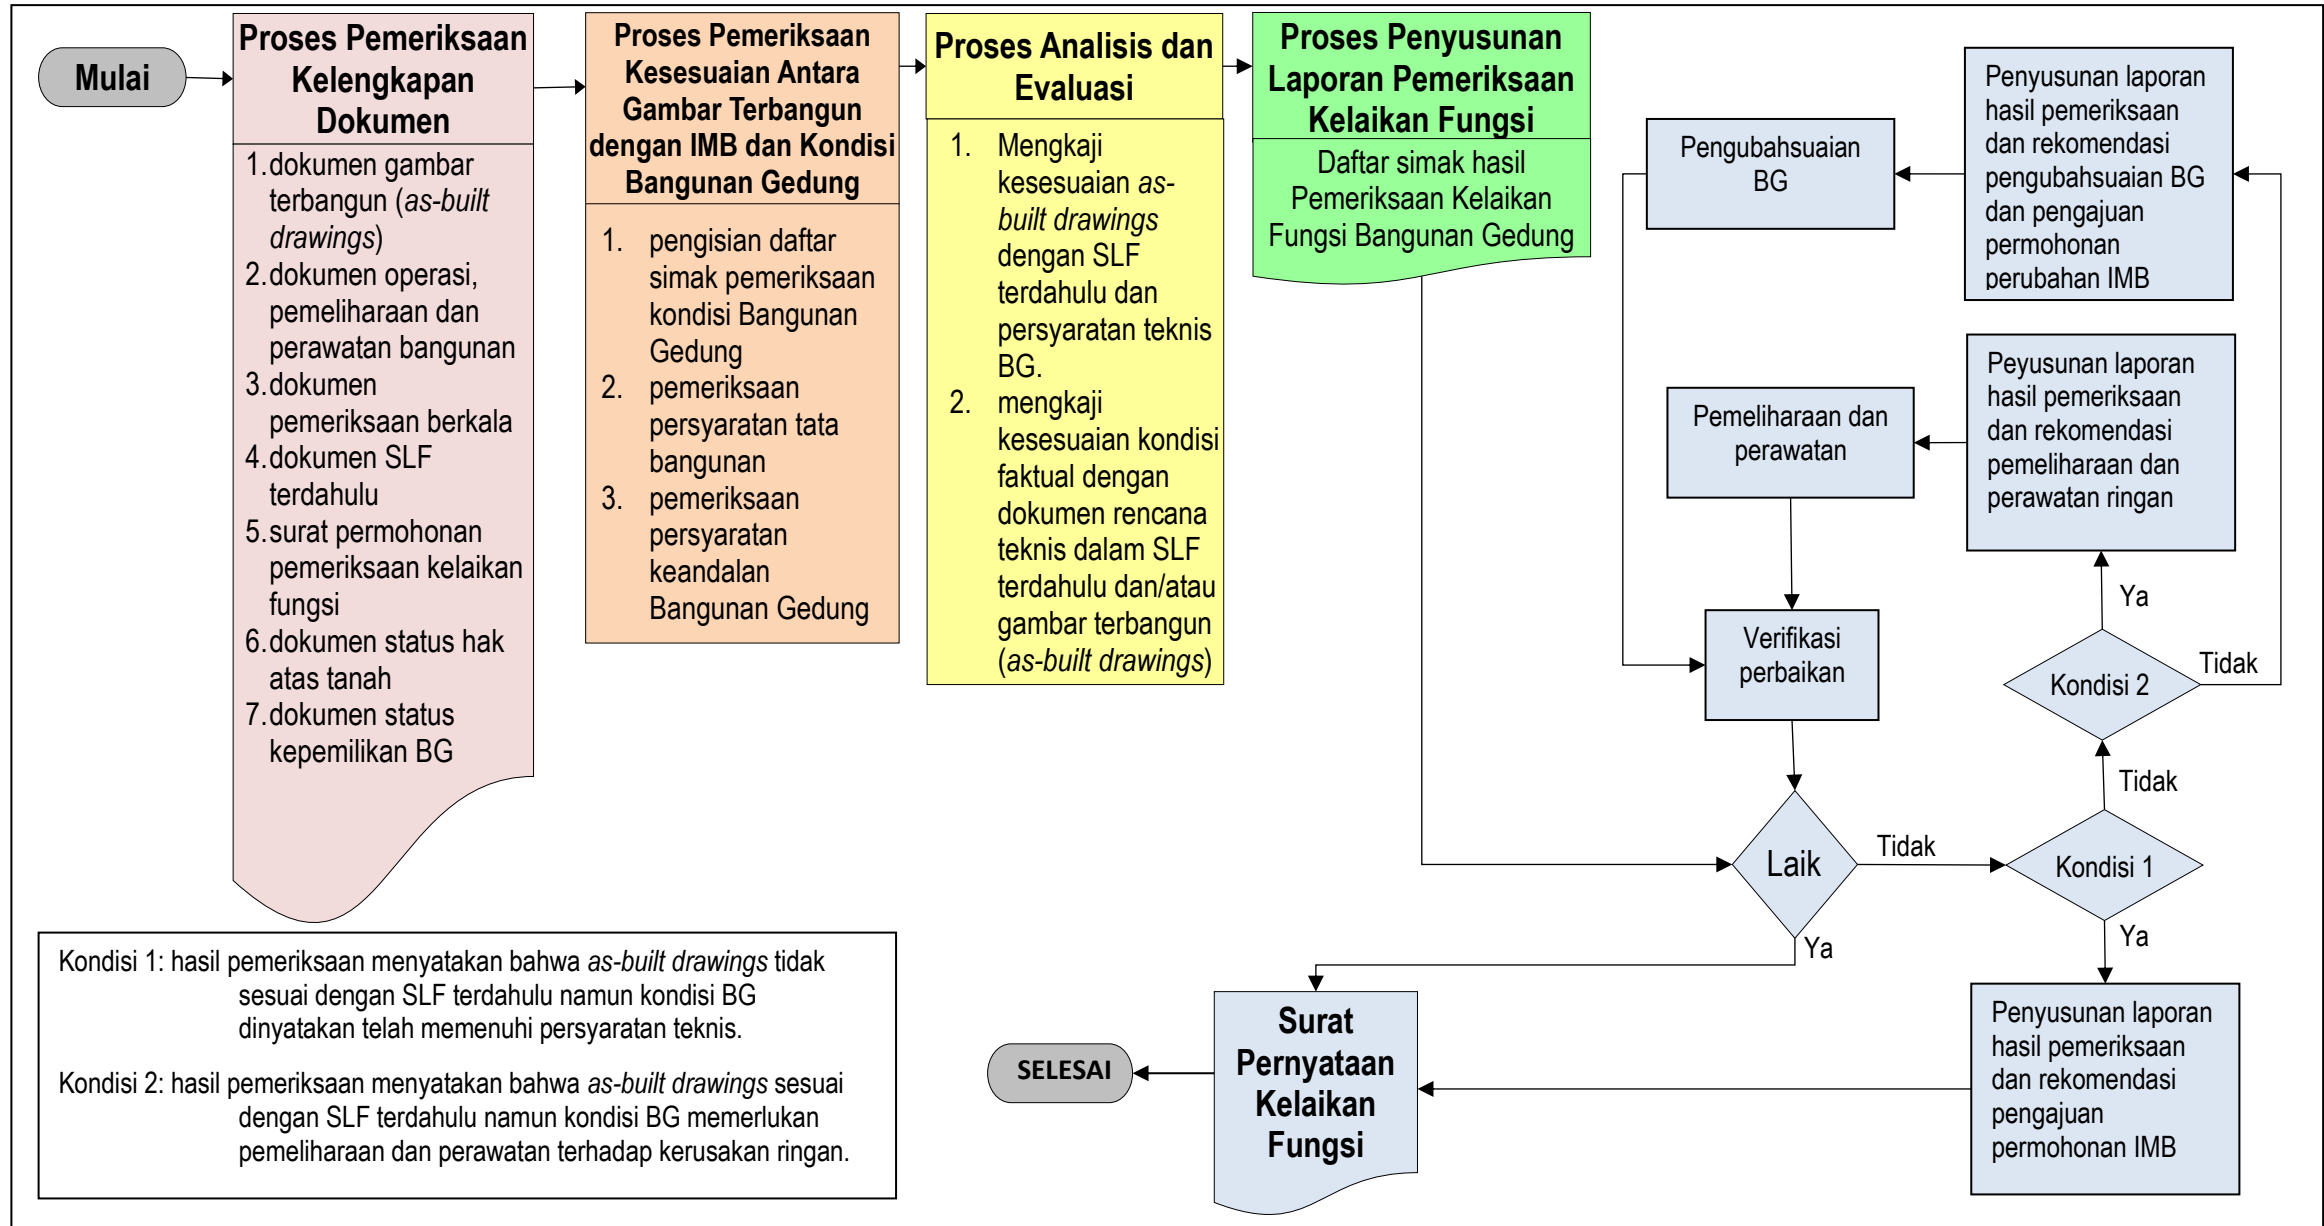 Mulai
Proses Pemeriksaan
Kelengkapan
Dokumen
1.dokumen gambar
terbangun (as-built
drawings)
2.dokumen operasi,
pemeliharaan dan
perawatan bangunan
3.dokumen
pemeriksaan berkala
4.dokumen SLF
terdahulu
5.surat permohonan
pemeriksaan kelaikan
fungsi
6.dokumen status hak
atas tanah
7.dokumen status
kepemilikan BG
Proses Pemeriksaan
Kesesuaian Antara
Gambar Terbangun
dengan IMB dan Kondisi
Bangunan Gedung
1. pengisian daftar
simak pemeriksaan
kondisi Bangunan
Gedung
2. pemeriksaan
persyaratan tata
bangunan
3. pemeriksaan
persyaratan
keandalan
Bangunan Gedung
Proses Analisis dan
Evaluasi
1. Mengkaji
kesesuaian as-
built drawings
dengan SLF
terdahulu dan
persyaratan teknis
BG.
2. mengkaji
kesesuaian kondisi
faktual dengan
dokumen rencana
teknis dalam SLF
terdahulu dan/atau
gambar terbangun
(as-built drawings)
Proses Penyusunan
Laporan Pemeriksaan
Kelaikan Fungsi
Daftar simak hasil
Pemeriksaan Kelaikan
Fungsi Bangunan Gedung
Pengubahsuaian
BG
Penyusunan laporan
hasil pemeriksaan
dan rekomendasi
pengubahsuaian BG
dan pengajuan
permohonan
perubahan IMB
Pemeliharaan dan
perawatan
Peyusunan laporan
hasil pemeriksaan
dan rekomendasi
pemeliharaan dan
perawatan ringan
Ya
Verifikasi
perbaikan
Kondisi 2
Tidak
Tidak
Laik
Tidak
Kondisi 1
Ya
Ya
Kondisi 1: hasil pemeriksaan menyatakan bahwa as-built drawings tidak
sesuai dengan SLF terdahulu namun kondisi BG
dinyatakan telah memenuhi persyaratan teknis.
Kondisi 2: hasil pemeriksaan menyatakan bahwa as-built drawings sesuai
dengan SLF terdahulu namun kondisi BG memerlukan
pemeliharaan dan perawatan terhadap kerusakan ringan.
SELESAI
Surat
Pernyataan
Kelaikan
Fungsi
Penyusunan laporan
hasil pemeriksaan
dan rekomendasi
pengajuan
permohonan IMB